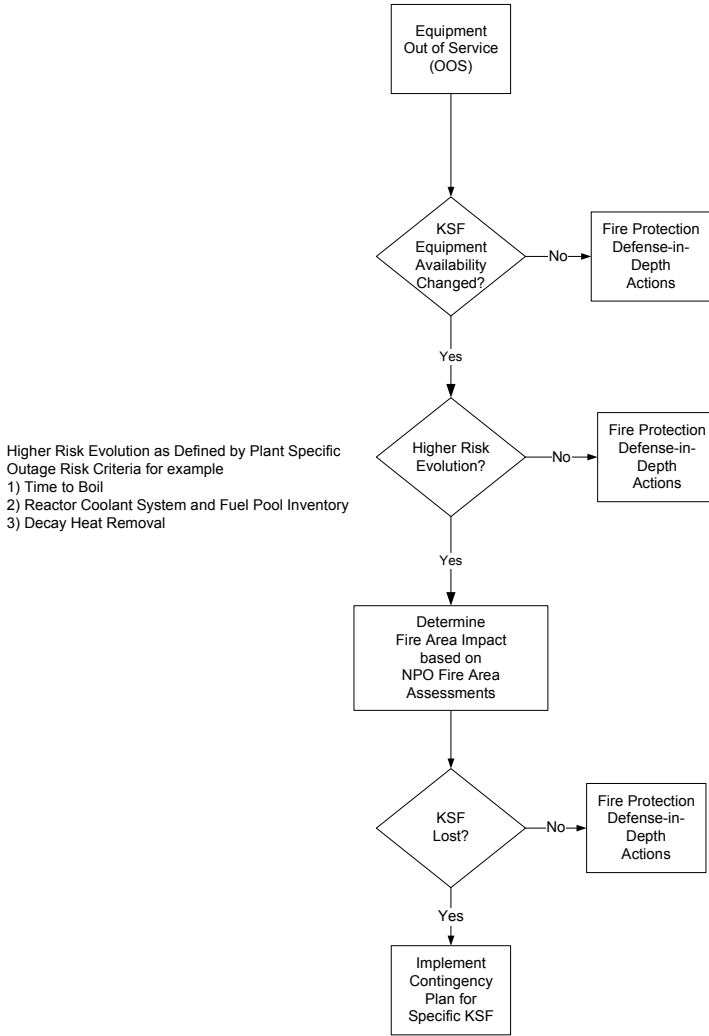 Equipment
Out of Service
(OOS)
KSF
Equipment
Availability
Changed?
No
Fire Protection
Defense-in-
Depth
Actions
Yes
Higher Risk Evolution as Defined by Plant Specific
Outage Risk Criteria for example
1) Time to Boil
2) Reactor Coolant System and Fuel Pool Inventory
3) Decay Heat Removal
Higher Risk
Evolution?
No
Fire Protection
Defense-in-
Depth
Actions
Yes
Determine
Fire Area Impact
based on
NPO Fire Area
Assessments
KSF
Lost?
No
Fire Protection
Defense-in-
Depth
Actions
Yes
Implement
Contingency
Plan for
Specific KSF